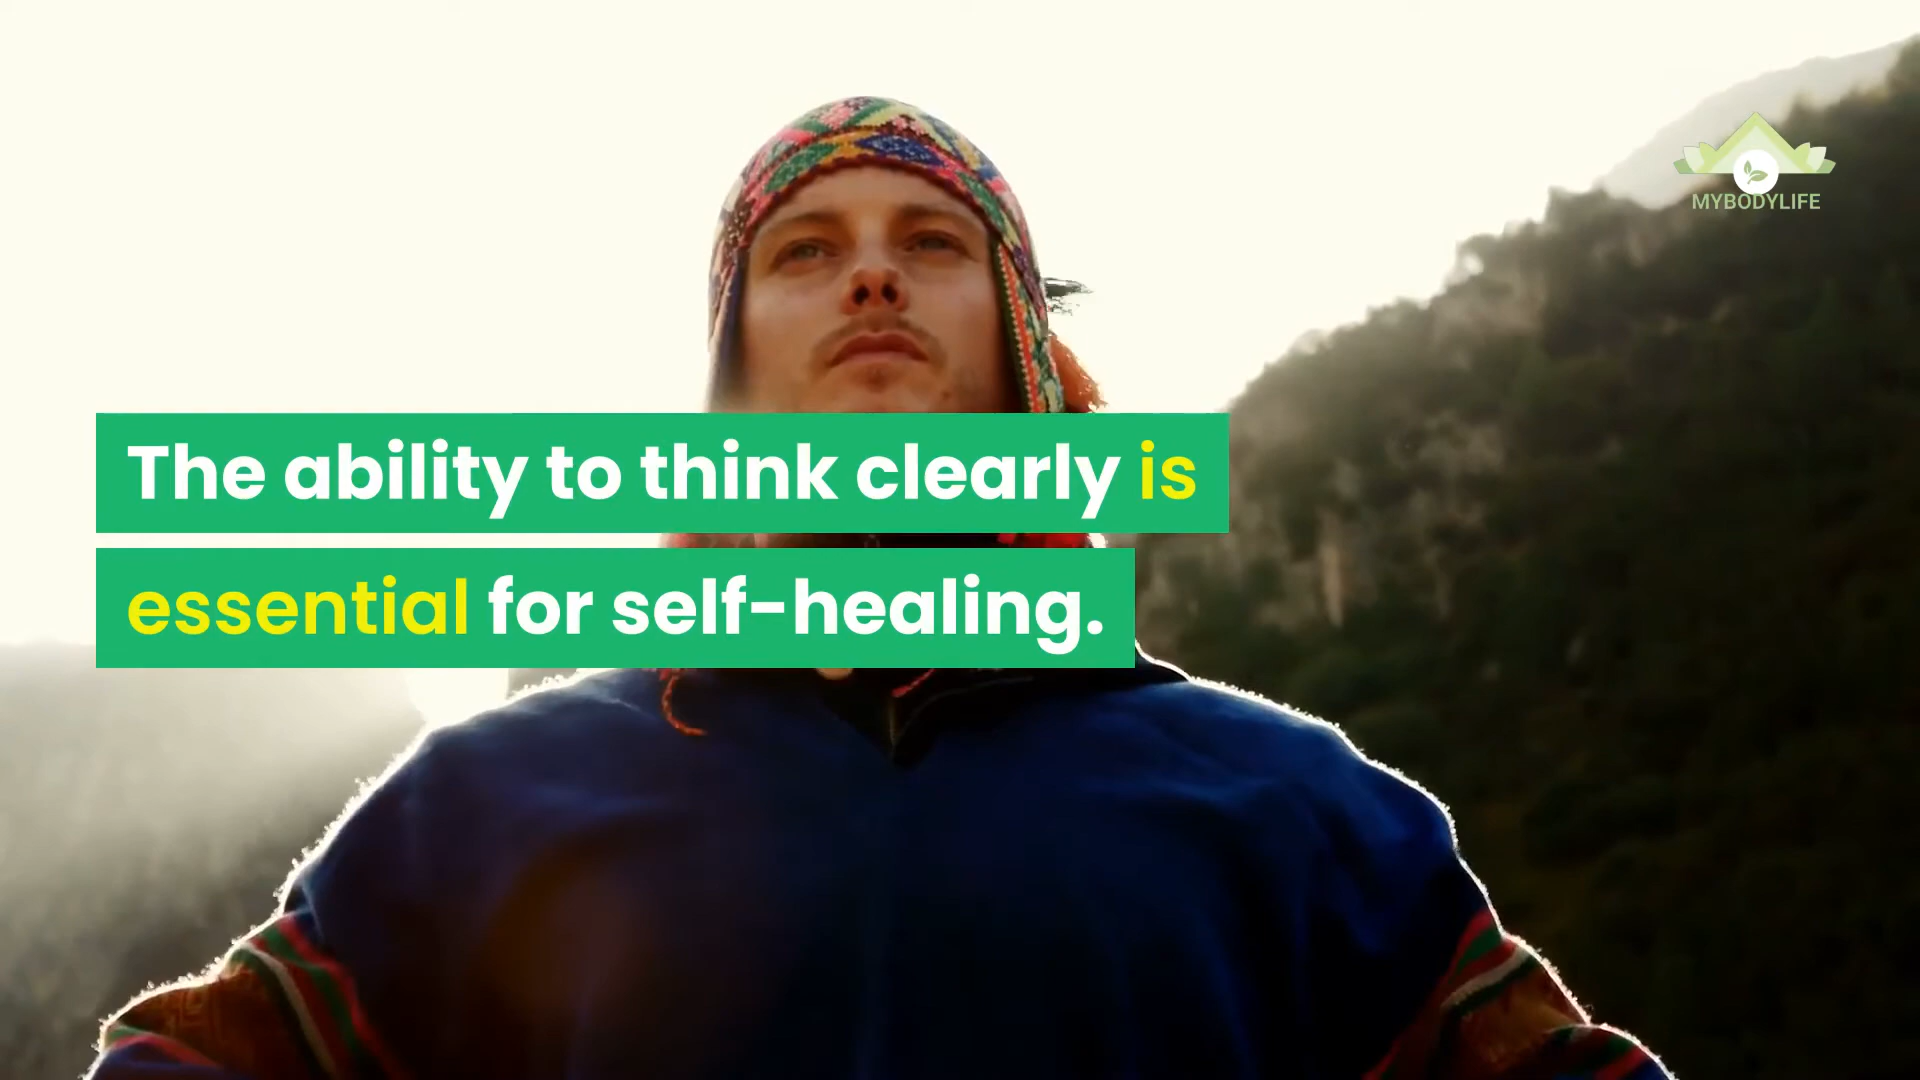 MYBODYLIFE
The ability to think clearly is
essential for self-healing.